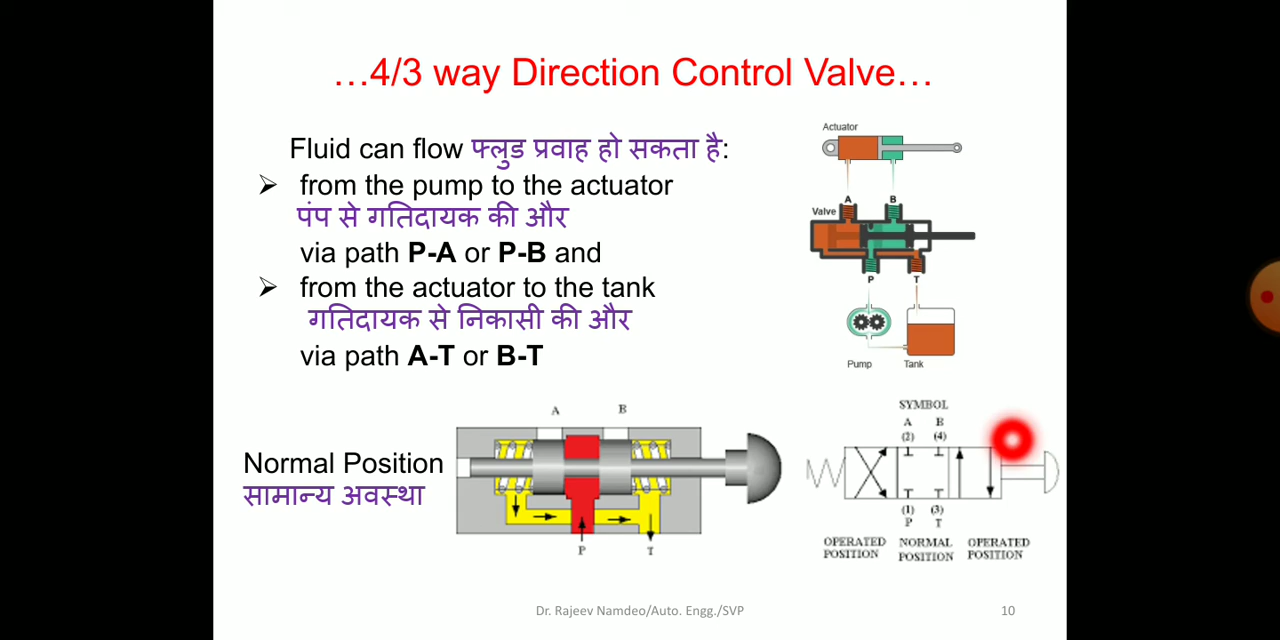 …4/3 way Direction Control Valve…
Fluid can flow फ्लुड प्रवाह हो सकता है:
➢ from the pump to the actuator
पंप से गतिदायक की और
via path P-A or P-B and
➢ from the actuator to the tank
गतिदायक से निकासी की और
via path A-T or B-T
Actuator
A B
Valve
P T
Pump Tank
Normal Position
सामान्य अवस्था
A B
P T
SYMBOL
A B
(2) (4)
(1) (3)
P T
OPERATED POSITION
NORMAL POSITION
OPERATED POSITION
Dr. Rajeev Namdeo/Auto. Engg./SVP
10